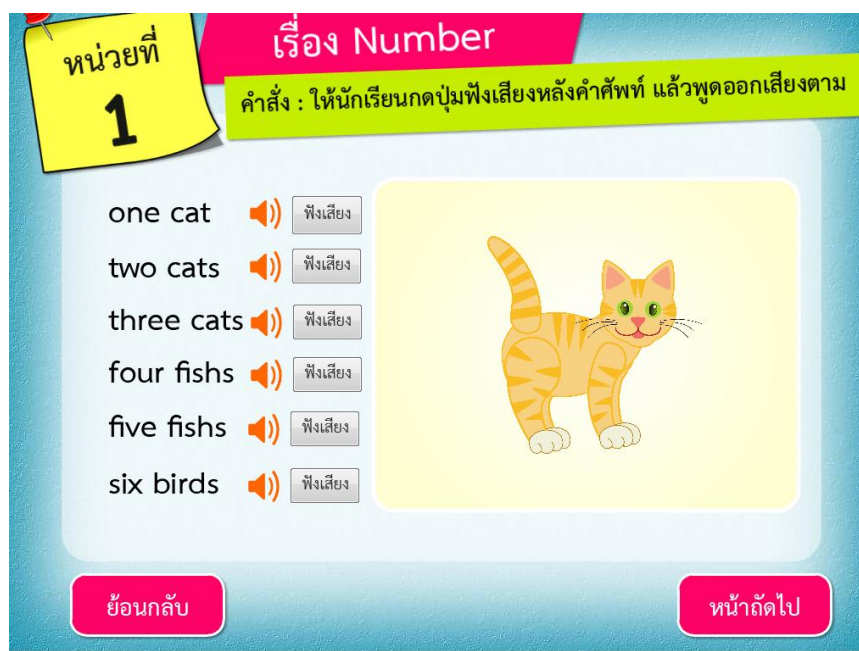 หน่วยที่
1
เรื่อง Number
คำสั่ง : ให้นักเรียนกดปุ่มฟังเสียงหลังคำศัพท์ แล้วพูดออกเสียงตาม
one cat ฟังเสียง
two cats ฟังเสียง
three cats ฟังเสียง
four fishs ฟังเสียง
five fishs ฟังเสียง
six birds ฟังเสียง
ย้อนกลับ
หน้าถัดไป